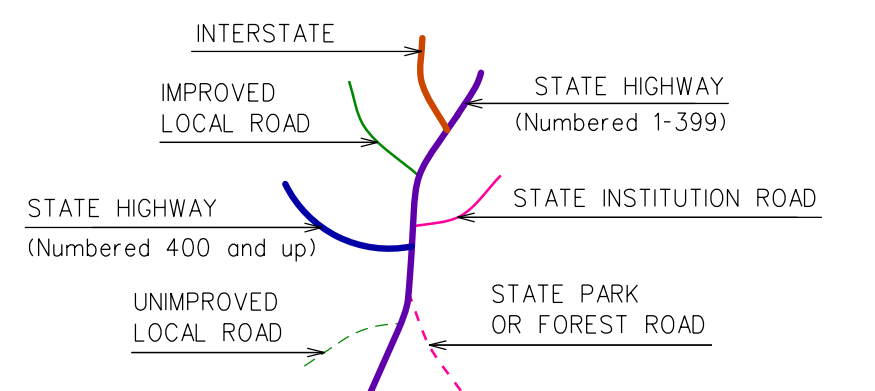 INTERSTATE
STATE HIGHWAY
(Numbered 1-399)
IMPROVED
LOCAL ROAD
STATE INSTITUTION ROAD
STATE HIGHWAY
(Numbered 400 and up)
STATE PARK
OR FOREST ROAD
UNIMPROVED
LOCAL ROAD